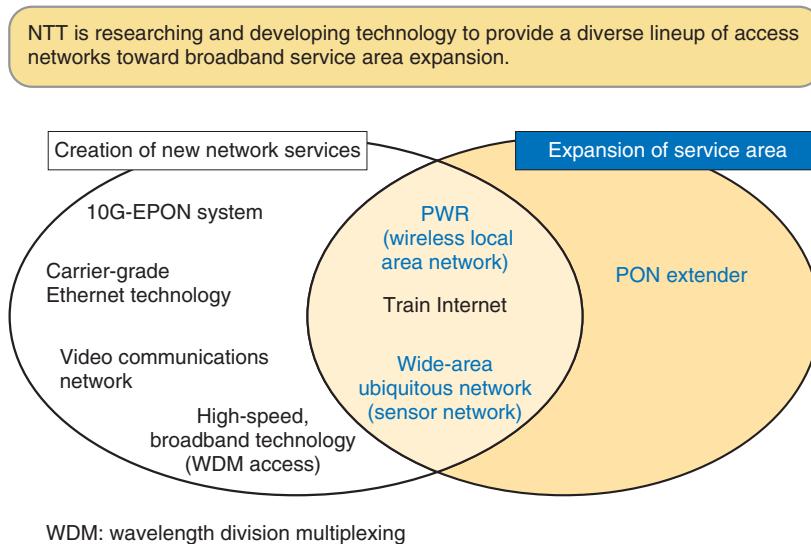 NTT is researching and developing technology to provide a diverse lineup of access
networks toward broadband service area expansion.
Creation of new network services
Expansion of service area
10G-EPON system
Carrier-grade
Ethernet technology
Video communications
network
High-speed,
broadband technology
(WDM access)
PWR
(wireless local
area network)
Train Internet
Wide-area
ubiquitous network
(sensor network)
PON extender
WDM: wavelength division multiplexing